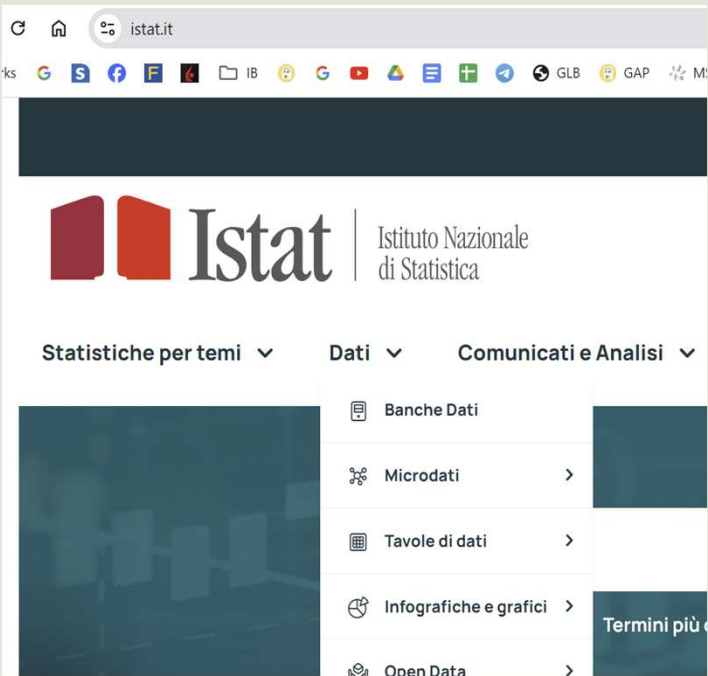 istat.it
IB
GLB
GAP
Istat
Istituto Nazionale
di Statistica
Statistiche per temi
Dati
Comunicati e Analisi
Banche Dati
Microdati
Tavole di dati
Infografiche e grafici
Termini più
Open Data